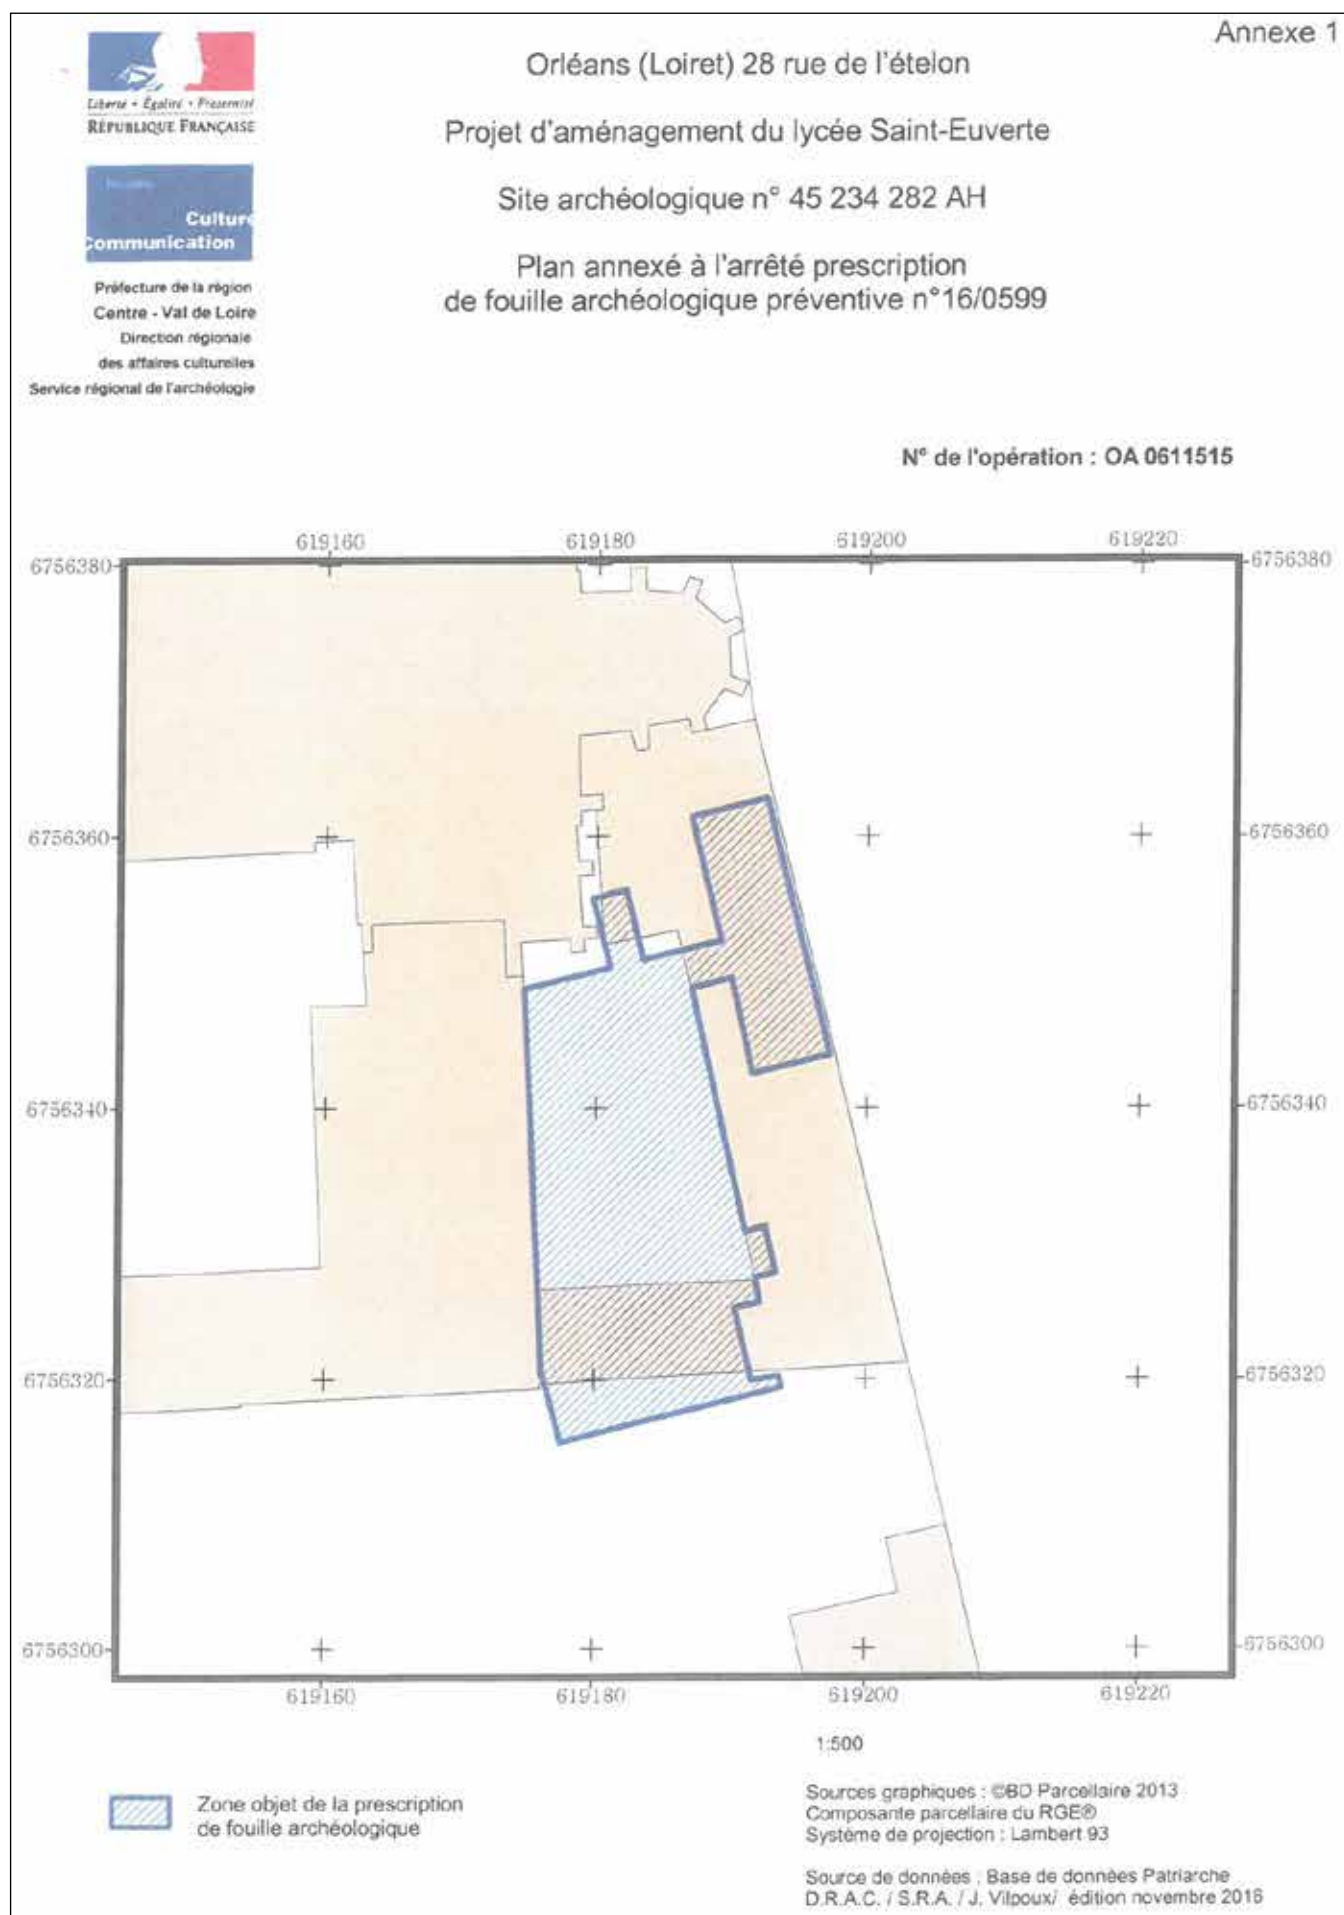 Annexe 1
Liberté • Égalité • Fraternité
RÉPUBLIQUE FRANÇAISE
Culture
Communication
Préfecture de la région
Centre - Val de Loire
Direction régionale
des affaires culturelles
Service régional de l'archéologie
Orléans (Loiret) 28 rue de l'ételon
Projet d'aménagement du lycée Saint-Euverte
Site archéologique n° 45 234 282 AH
Plan annexé à l'arrêté prescription
de fouille archéologique préventive n°16/0599
N° de l'opération : OA 0611515
619160 619180 619200 619220
6756380 6756380
6756360 6756360
6756340 6756340
6756320 6756320
6756300 6756300
619160 619180 619200 619220
1:500
Zone objet de la prescription
de fouille archéologique
Sources graphiques : ©BD Parcellaire 2013
Composante parcellaire du RGE®
Système de projection : Lambert 93
Source de données : Base de données Patriarche
D.R.A.C. / S.R.A. / J. Vilpoux/ édition novembre 2016